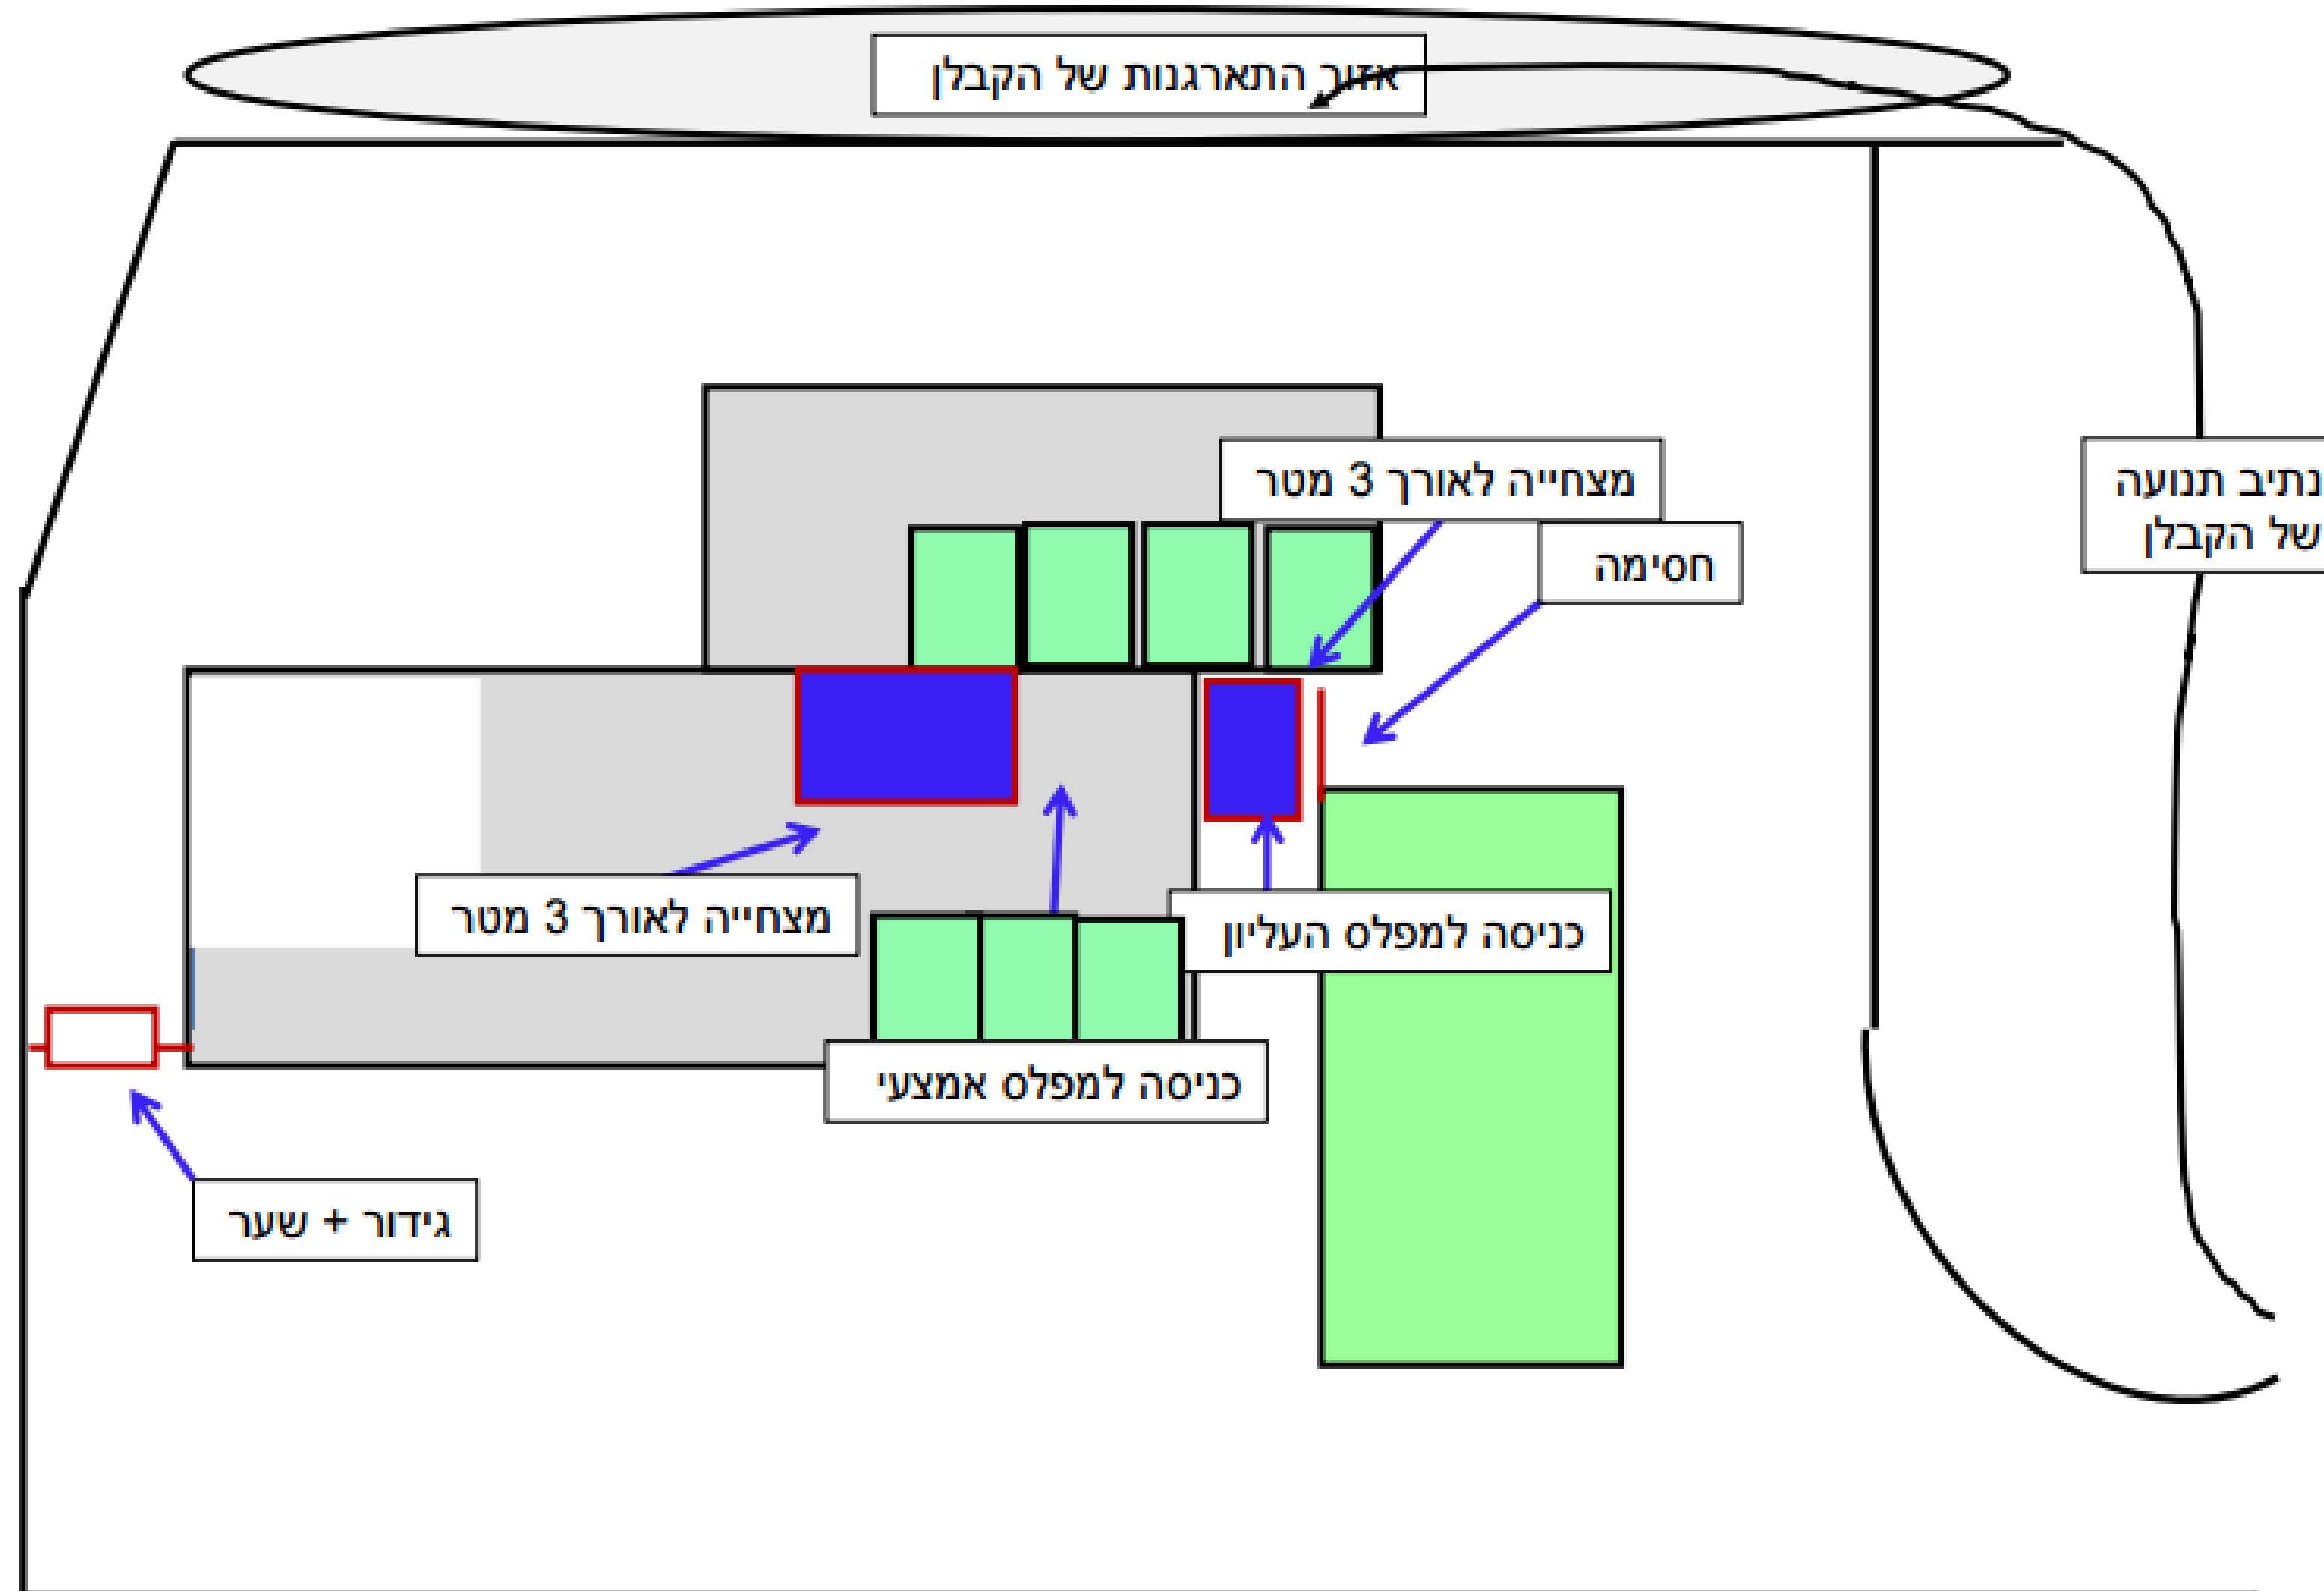 אזור התארגנות של הקבלן
מצחייה לאורך 3 מטר
חסימה
נתיב תנועה
של הקבלן
מצחייה לאורך 3 מטר
כניסה למפלס העליון
כניסה למפלס אמצעי
גידור + שער